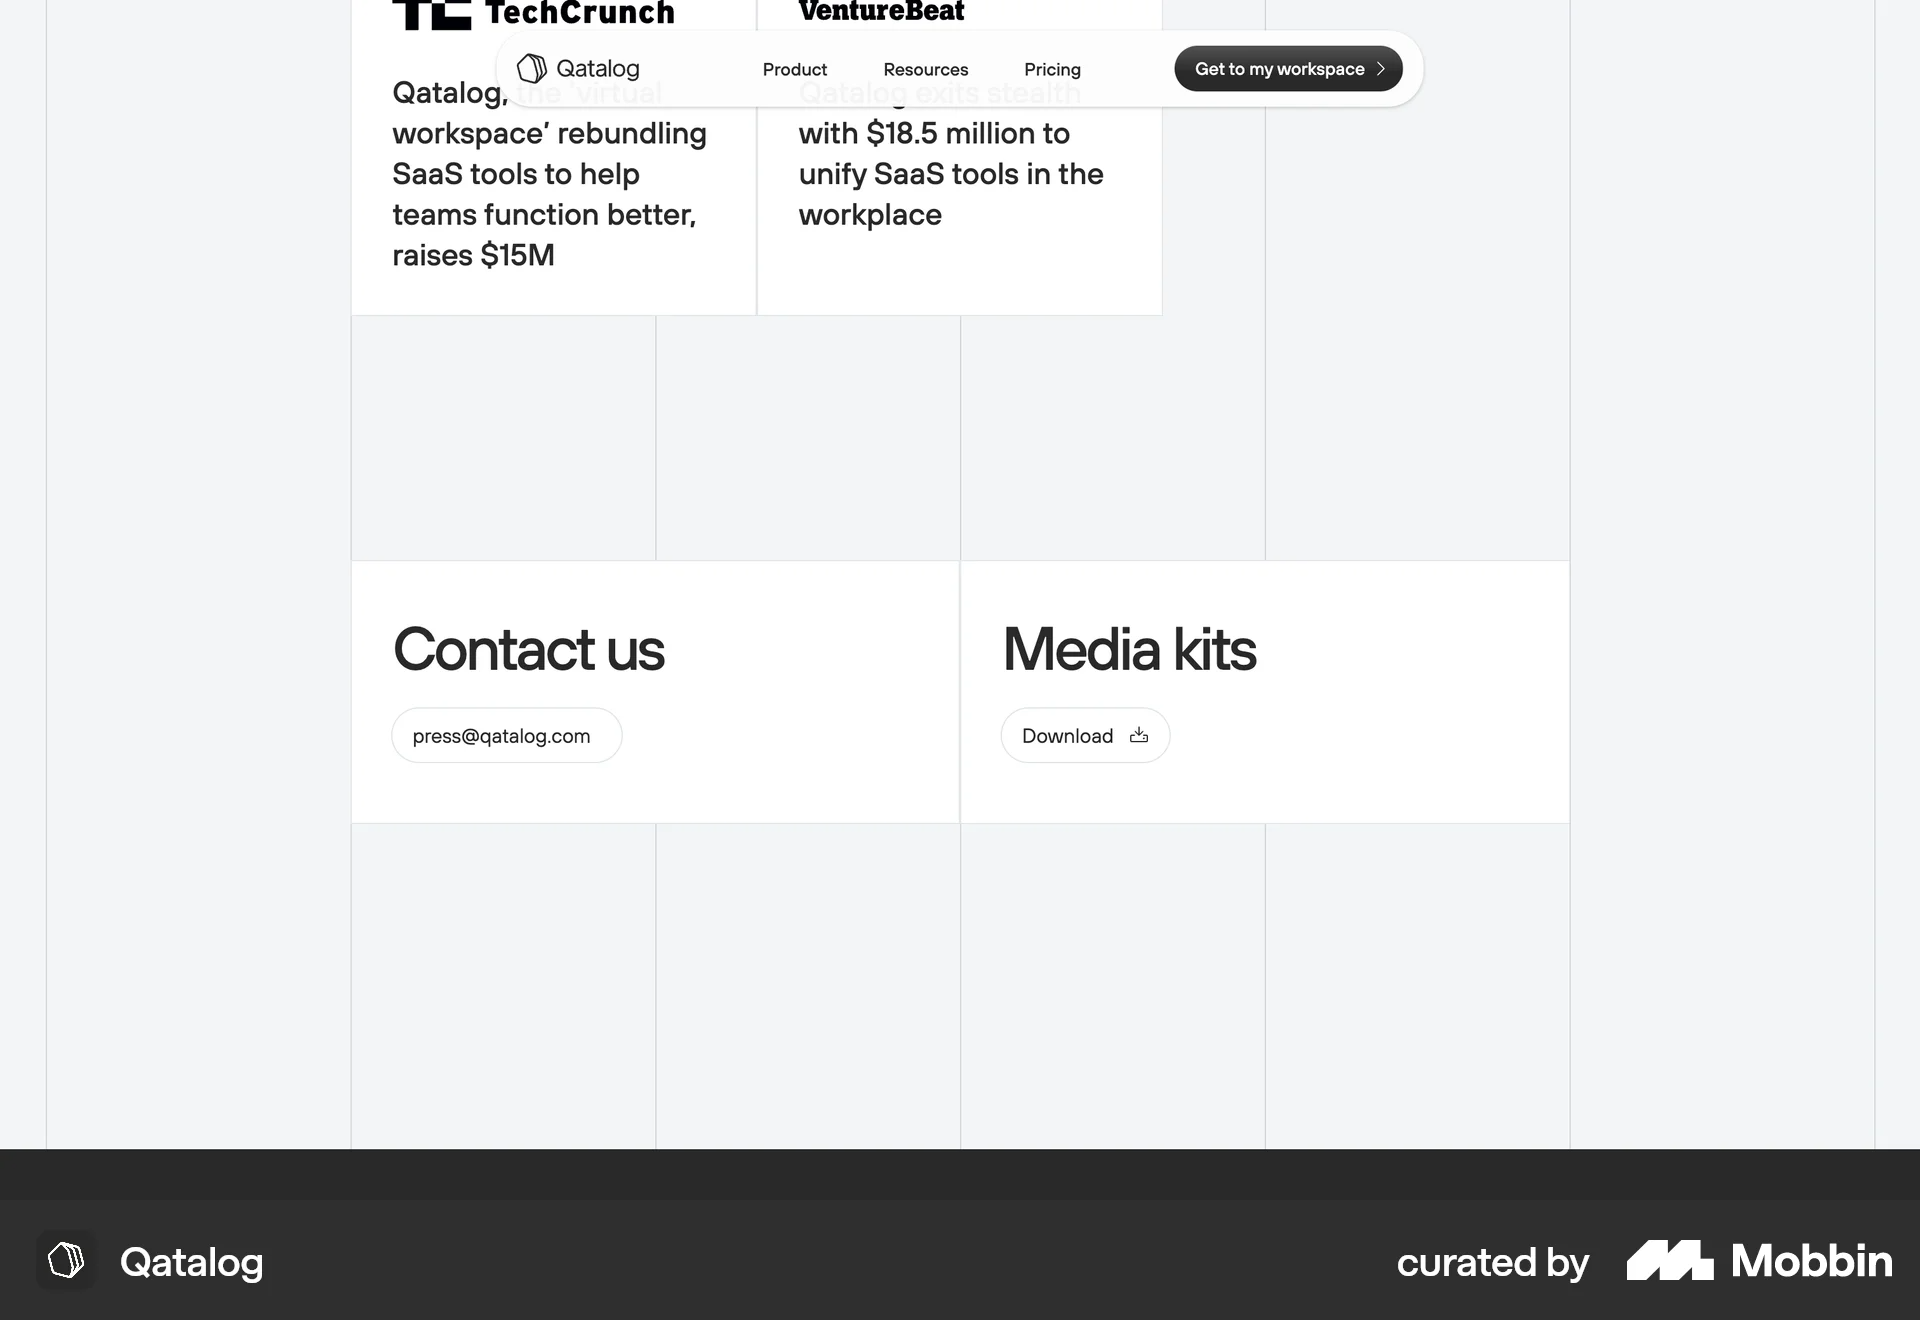 TechCrunch
VentureBeat
Qatalog
Product
Resources
Pricing
Get to my workspace
Qatalog, the ‘virtual
workspace’ rebundling
SaaS tools to help
teams function better,
raises $15M
Qatalog exits stealth
with $18.5 million to
unify SaaS tools in the
workplace
Contact us
press@qatalog.com
Media kits
Download
Qatalog
curated by
Mobbin